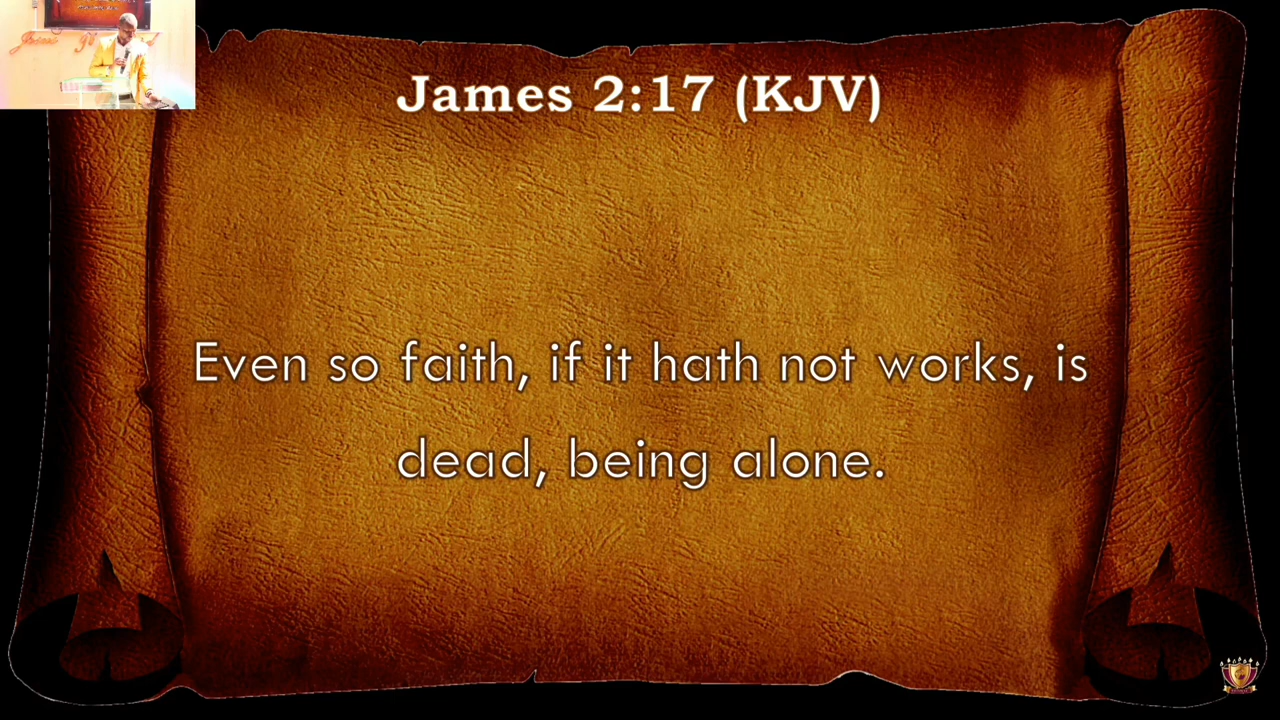 James 2:17 (KJV)
Even so faith, if it hath not works, is
dead, being alone.